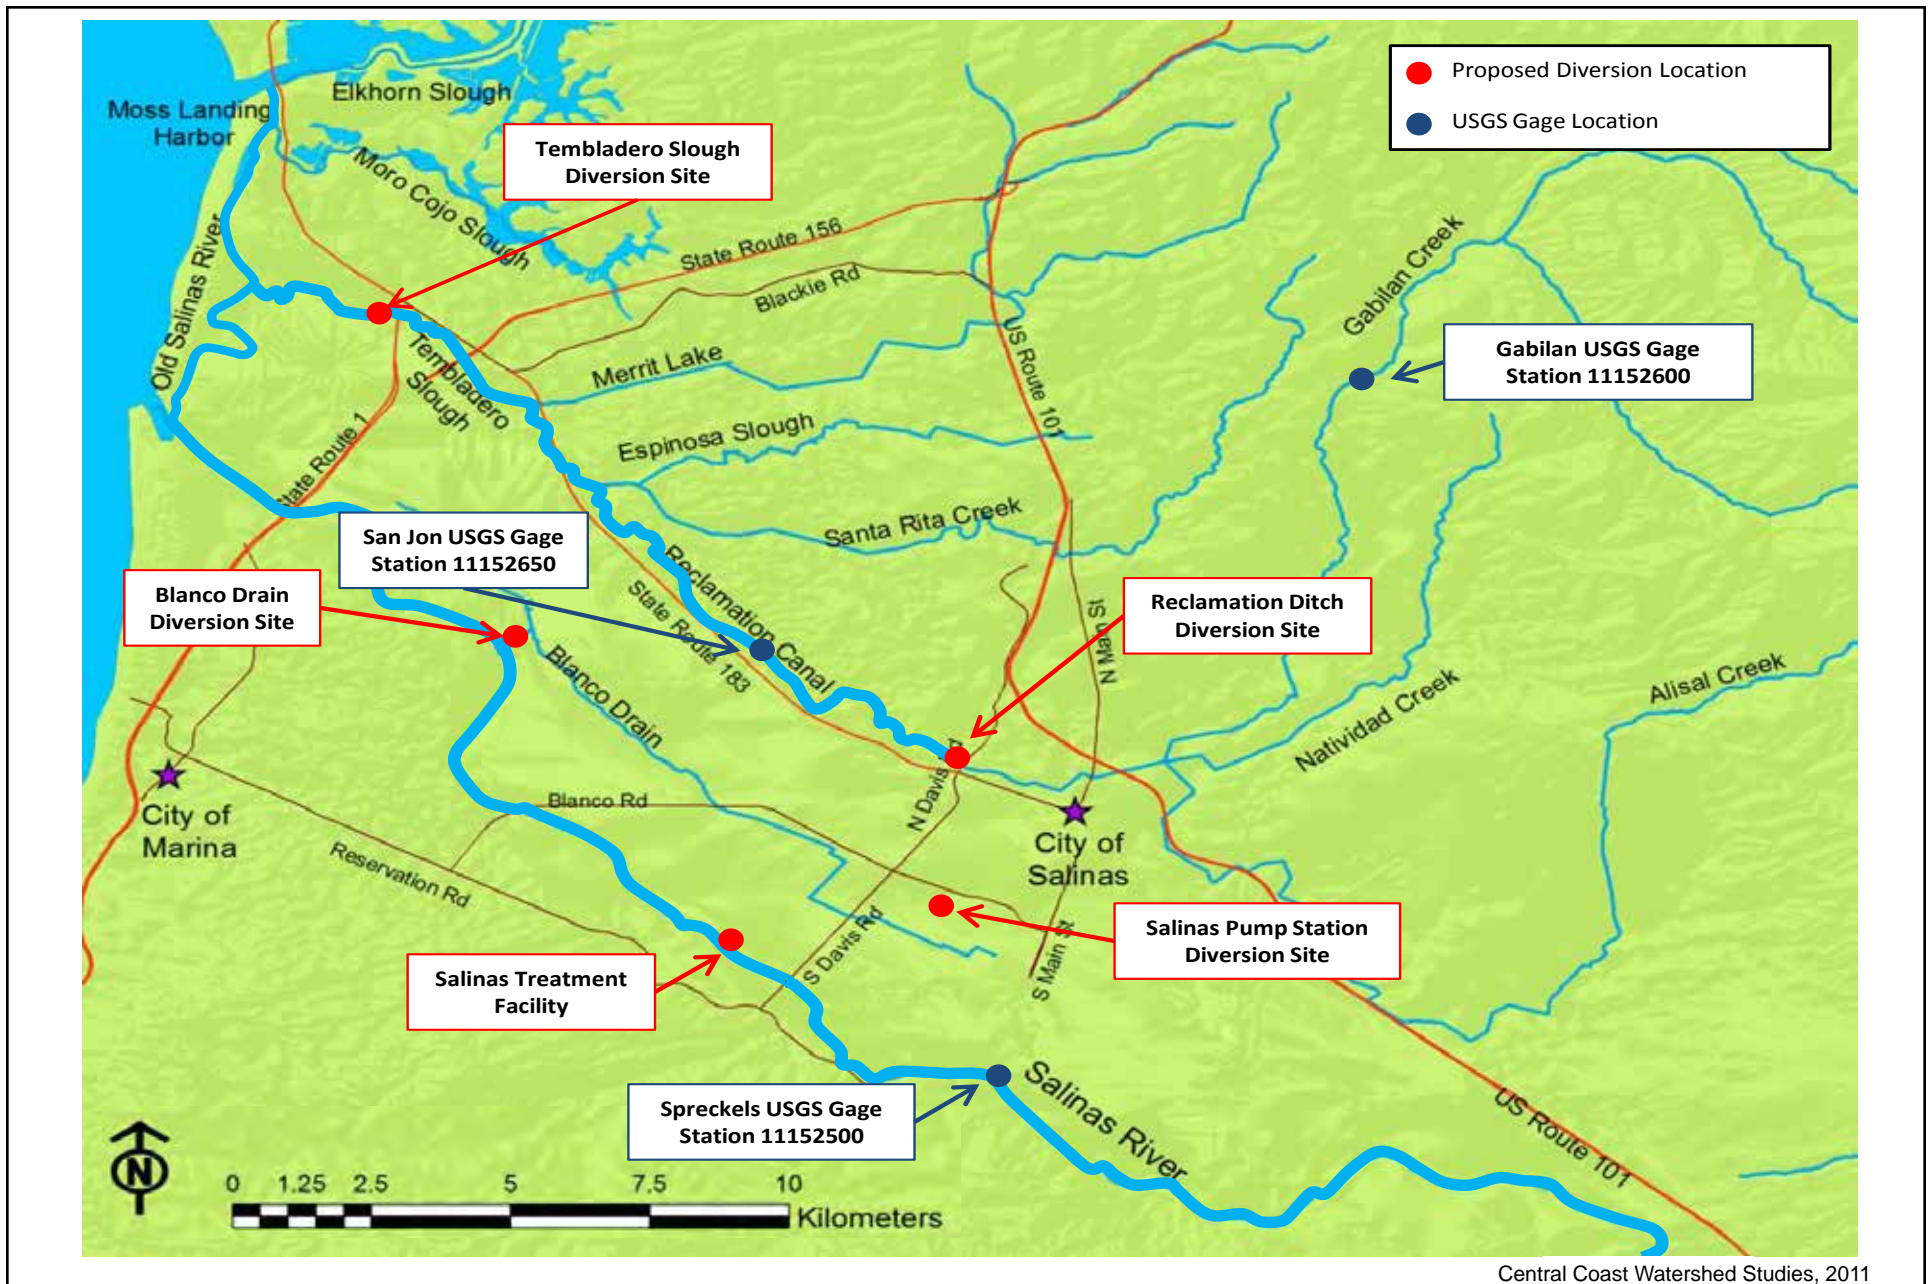 Proposed Diversion Location
USGS Gage Location
Elkhorn Slough
Moss Landing
Harbor
Tembladero Slough
Diversion Site
Moro Cojo Slough
State Route 156
Blackie Rd
Gabilan Creek
Old Salinas River
Tembladero
Slough
Merrit Lake
US Route 101
Gabilan USGS Gage
Station 11152600
State Route 1
Espinosa Slough
Santa Rita Creek
San Jon USGS Gage
Station 11152650
Reclamation Canal
State Route 183
Blanco Drain
Diversion Site
Reclamation Ditch
Diversion Site
N Main St
Blanco Drain
Natividad Creek
Alisal Creek
N Davis
City of
Marina
Blanco Rd
Reservation Rd
City of
Salinas
S Davis Rd
S Main St
Salinas Pump Station
Diversion Site
Salinas Treatment
Facility
Spreckels USGS Gage
Station 11152500
Salinas River
US Route 101
N
0 1.25 2.5 5 7.5 10
Kilometers
Central Coast Watershed Studies, 2011